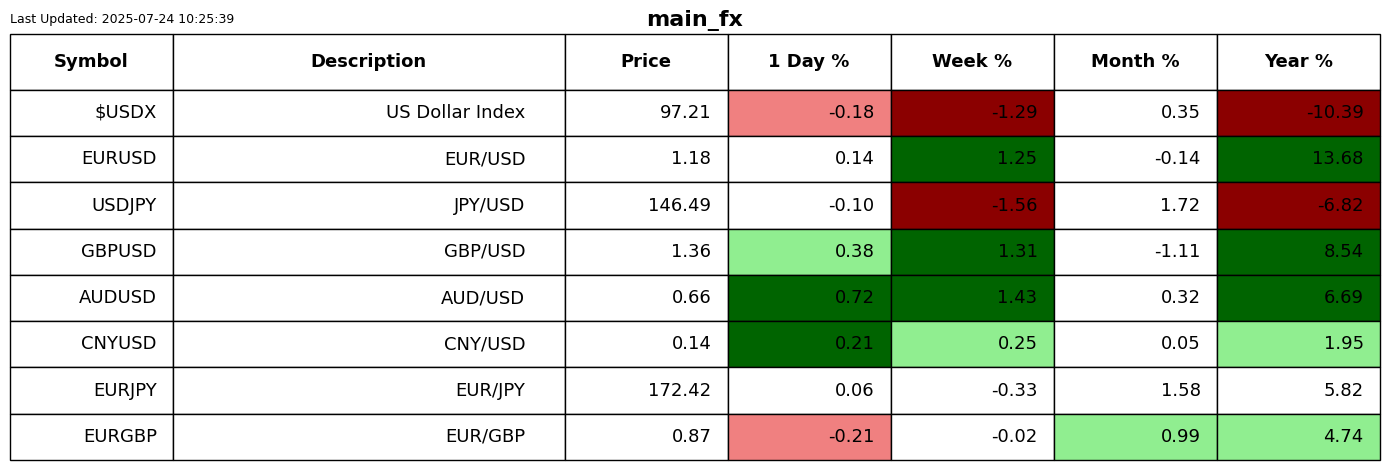 Last Updated: 2025-07-24 10:25:39
main_fx
Symbol Description Price 1 Day % Week % Month % Year %
$USDX US Dollar Index 97.21 -0.18 -1.29 0.35 -10.39
EURUSD EUR/USD 1.18 0.14 1.25 -0.14 13.68
USDJPY JPY/USD 146.49 -0.10 -1.56 1.72 -6.82
GBPUSD GBP/USD 1.36 0.38 1.31 -1.11 8.54
AUDUSD AUD/USD 0.66 0.72 1.43 0.32 6.69
CNYUSD CNY/USD 0.14 0.21 0.25 0.05 1.95
EURJPY EUR/JPY 172.42 0.06 -0.33 1.58 5.82
EURGBP EUR/GBP 0.87 -0.21 -0.02 0.99 4.74